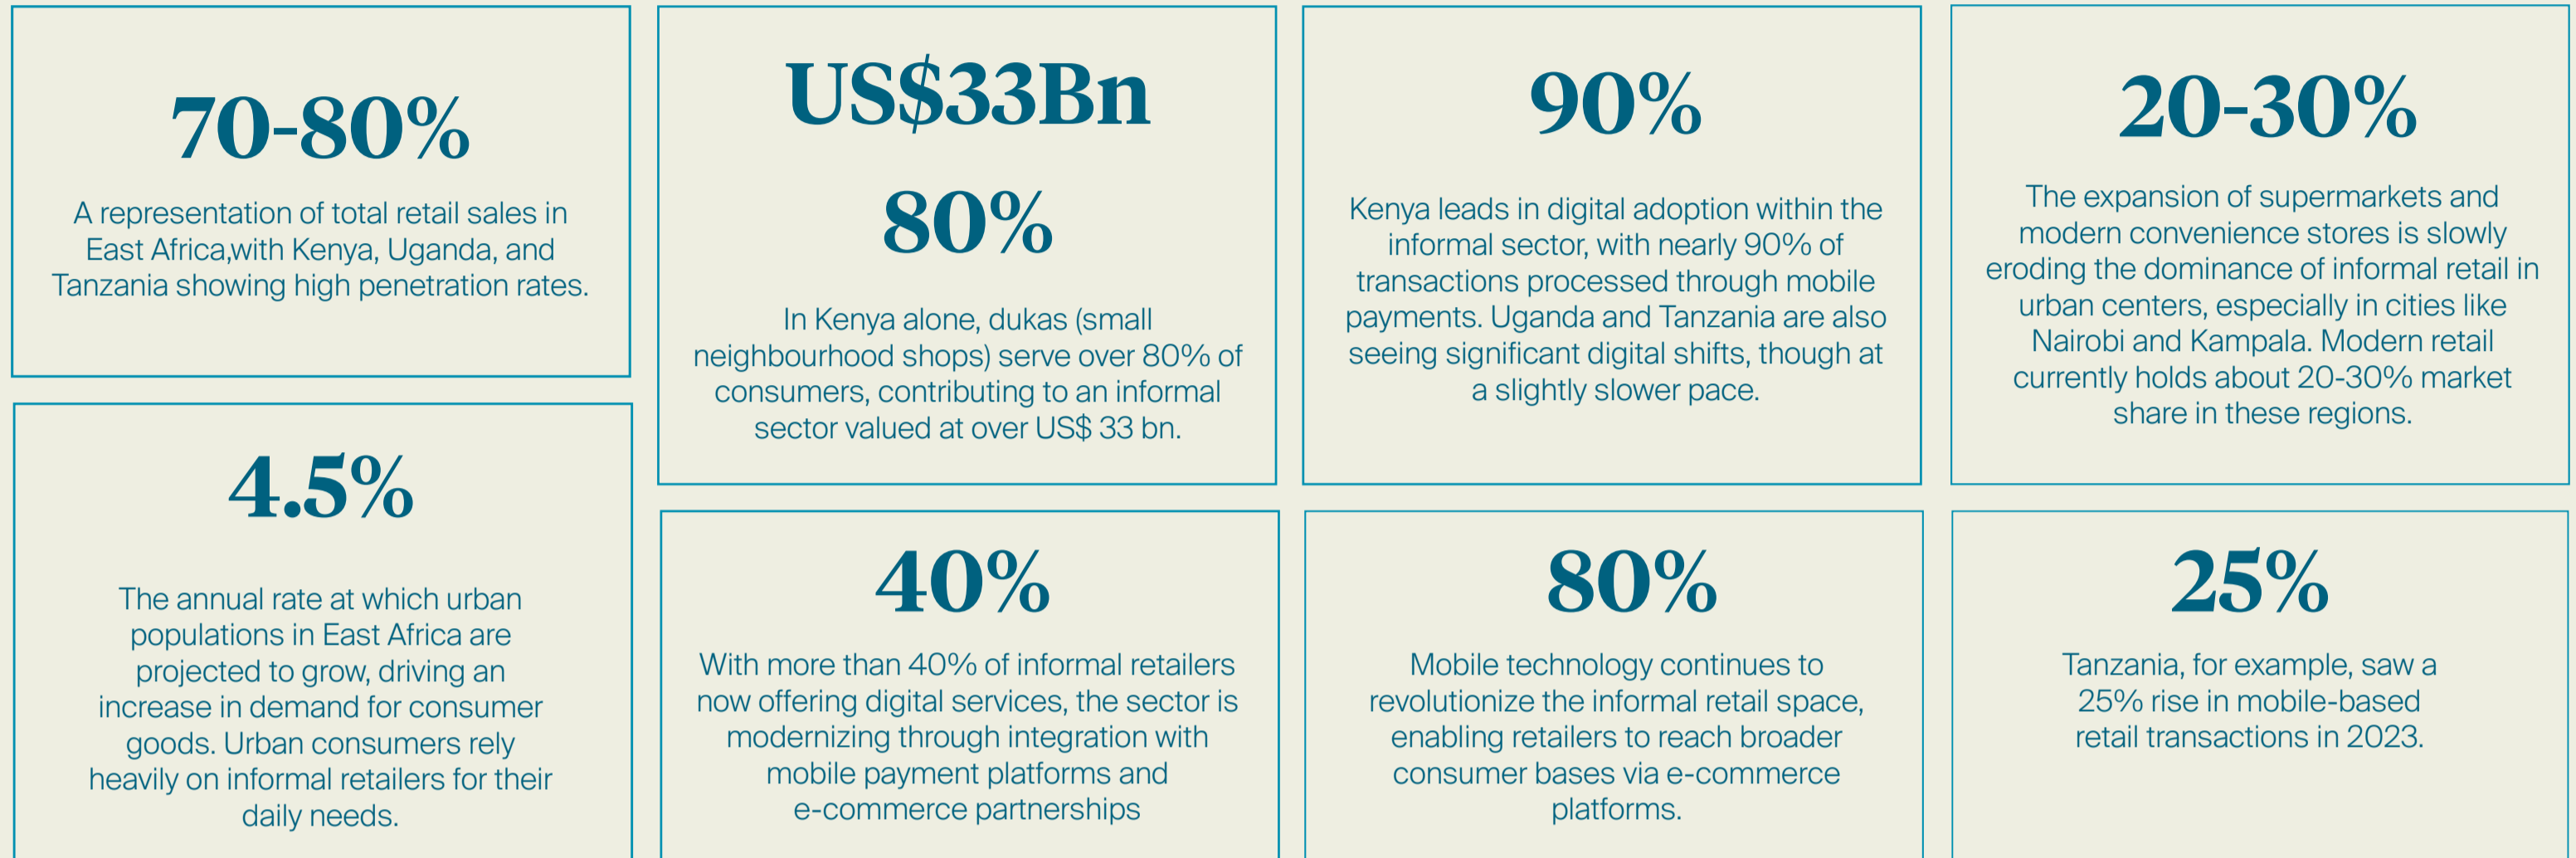 70-80%
A representation of total retail sales in
East Africa,with Kenya, Uganda, and
Tanzania showing high penetration rates.
US$33Bn
80%
In Kenya alone, dukas (small
neighbourhood shops) serve over 80% of
consumers, contributing to an informal
sector valued at over US$ 33 bn.
90%
Kenya leads in digital adoption within the
informal sector, with nearly 90% of
transactions processed through mobile
payments. Uganda and Tanzania are also
seeing significant digital shifts, though at
a slightly slower pace.
20-30%
The expansion of supermarkets and
modern convenience stores is slowly
eroding the dominance of informal retail in
urban centers, especially in cities like
Nairobi and Kampala. Modern retail
currently holds about 20-30% market
share in these regions.
4.5%
The annual rate at which urban
populations in East Africa are
projected to grow, driving an
increase in demand for consumer
goods. Urban consumers rely
heavily on informal retailers for their
daily needs.
40%
With more than 40% of informal retailers
now offering digital services, the sector is
modernizing through integration with
mobile payment platforms and
e-commerce partnerships
80%
Mobile technology continues to
revolutionize the informal retail space,
enabling retailers to reach broader
consumer bases via e-commerce
platforms.
25%
Tanzania, for example, saw a
25% rise in mobile-based
retail transactions in 2023.